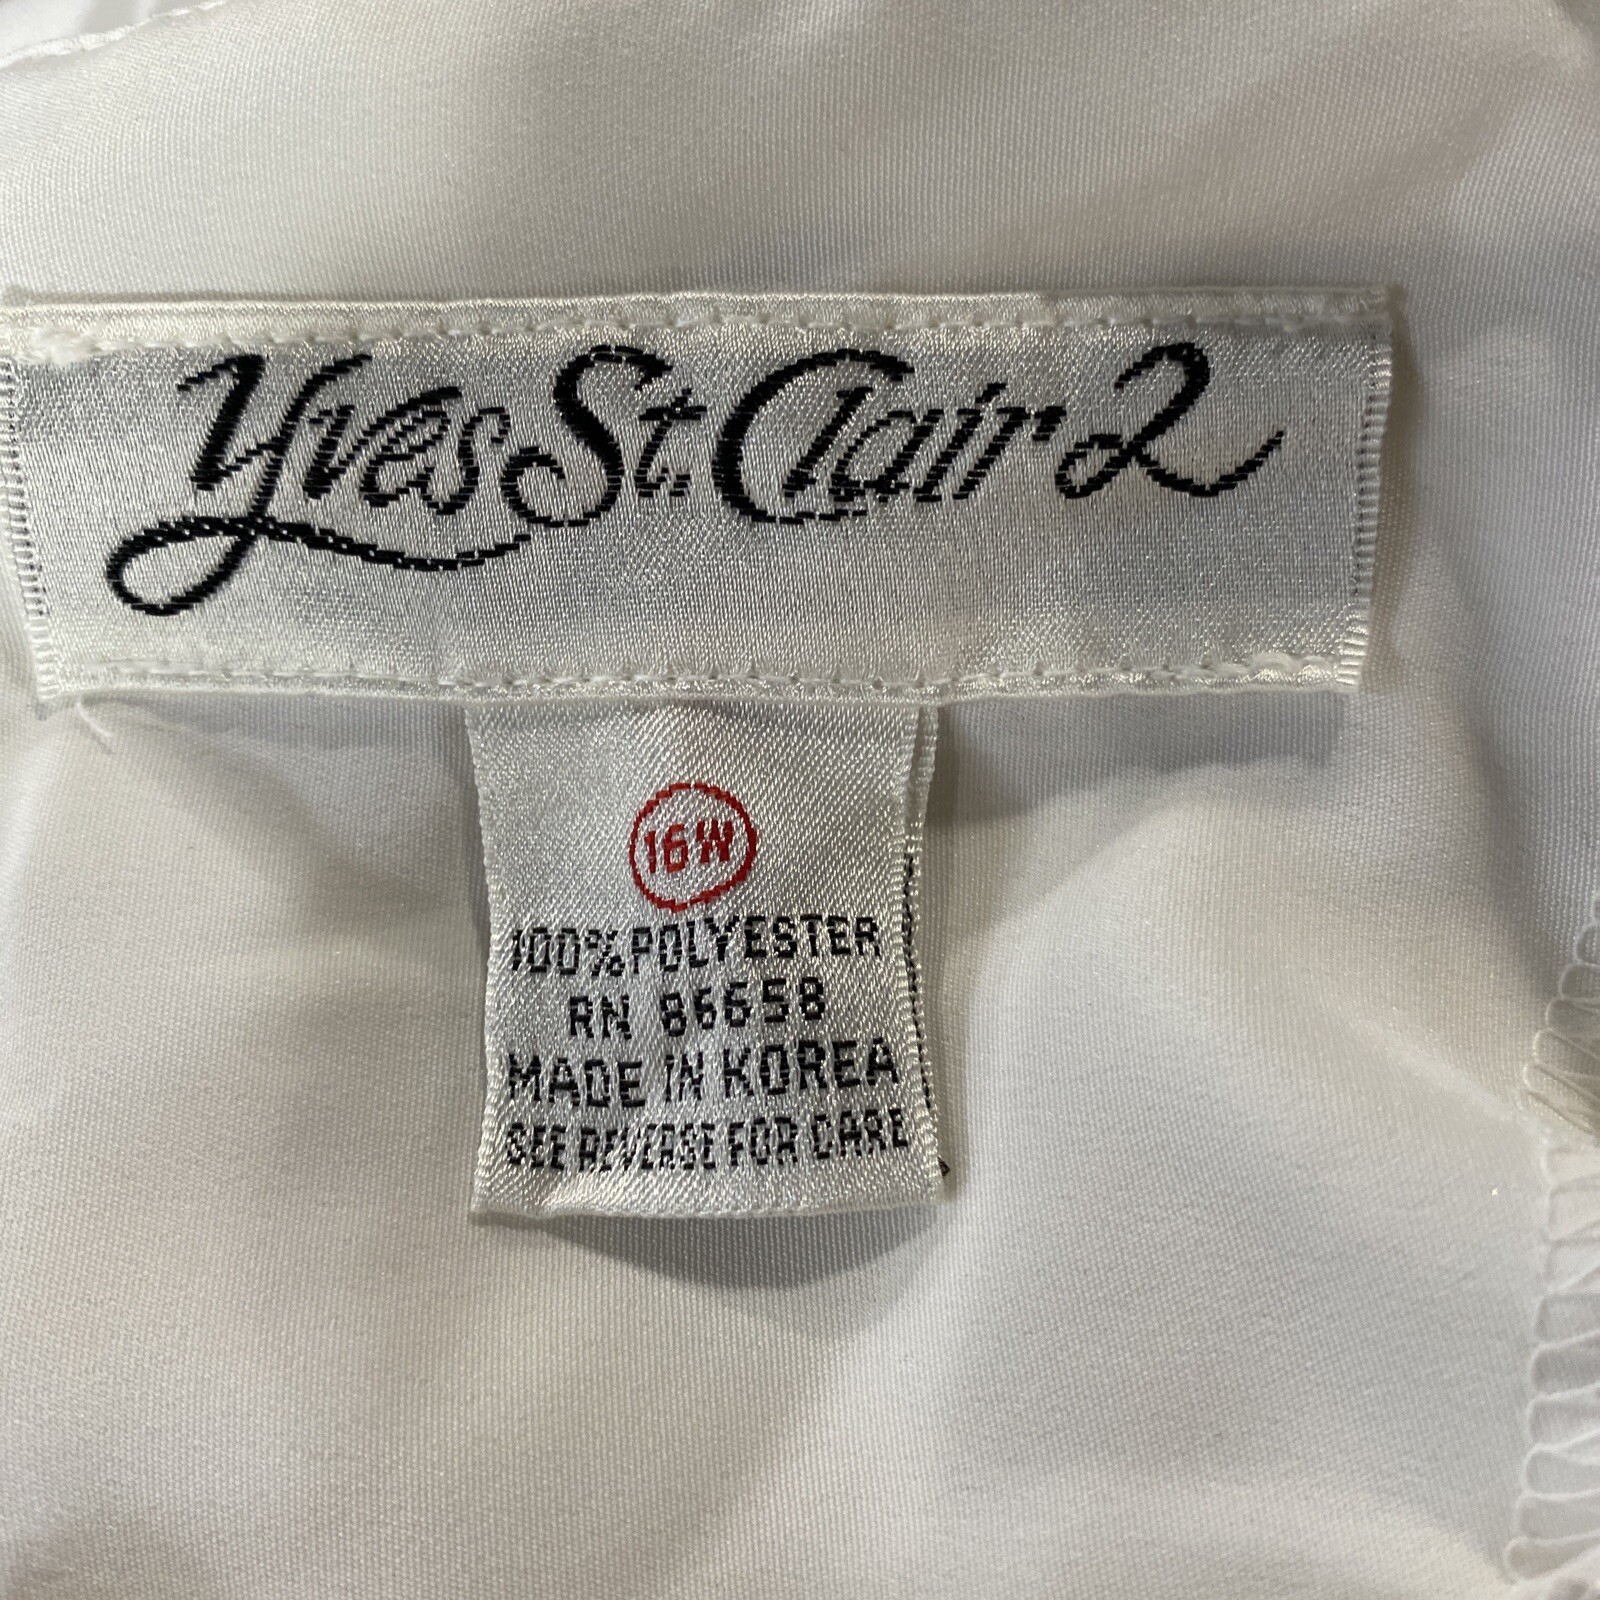 Yves St. Clair 2
16W
100% POLYESTER
RN 86658
MADE IN KOREA
SEE REVERSE FOR CARE